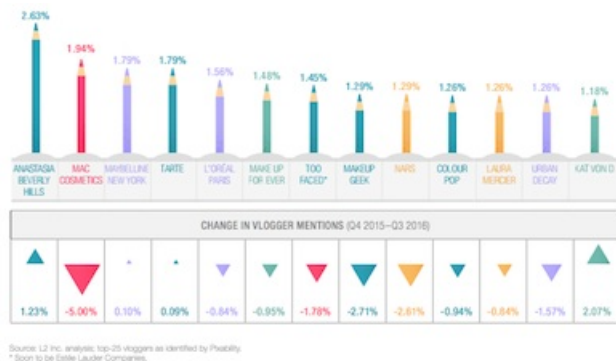 2.63%
1.94%
1.79%
1.79%
1.56%
1.48%
1.45%
1.29%
1.29%
1.26%
1.26%
1.26%
1.18%
ANASTASIA
BEVERLY
HILLS
MAC
COSMETICS
MAYBELLINE
NEW YORK
TARTE
L'ORÉAL
PARIS
MAKE UP
FOR EVER
TOO
FACED*
MAKEUP
GEEK
NARS
COLOUR
POP
LAURA
MERCIER
URBAN
DECAY
KAT VON D
CHANGE IN VLOGGER MENTIONS (Q4 2015–Q3 2016)
1.23%
-5.00%
0.10%
0.09%
-0.84%
-0.95%
-1.78%
-2.71%
-2.81%
-0.94%
-0.84%
-1.57%
2.07%
Source: L2 Inc. analysis; top-25 vloggers as identified by Pixability.
* Soon to be Estée Lauder Companies.